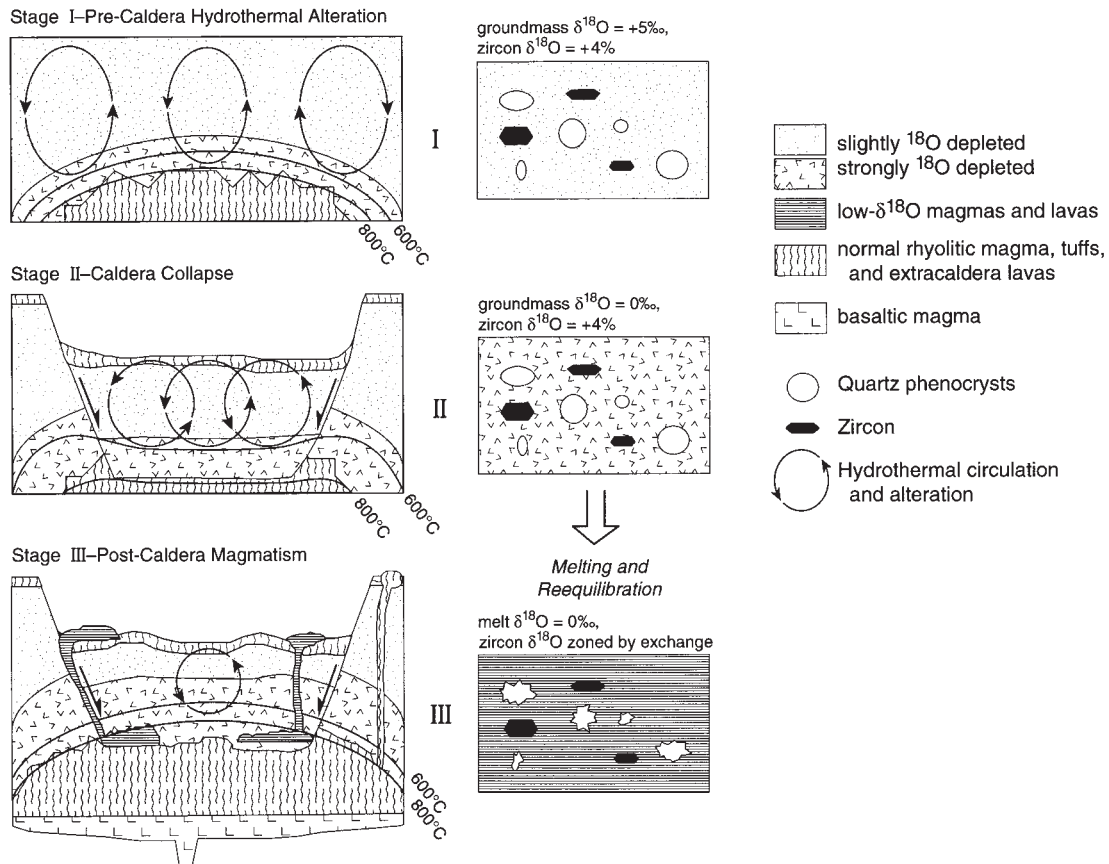 Stage I–Pre-Caldera Hydrothermal Alteration
800°C
600°C
I
groundmass δ18O = +5‰,
zircon δ18O = +4%
Stage II–Caldera Collapse
800°C
600°C
II
groundmass δ18O = 0‰,
zircon δ18O = +4%
Melting and
Reequilibration
Stage III–Post-Caldera Magmatism
600°C
800°C
III
melt δ18O = 0‰,
zircon δ18O zoned by exchange
slightly 18O depleted
strongly 18O depleted
low-δ18O magmas and lavas
normal rhyolitic magma, tuffs,
and extracaldera lavas
basaltic magma
Quartz phenocrysts
Zircon
Hydrothermal circulation
and alteration